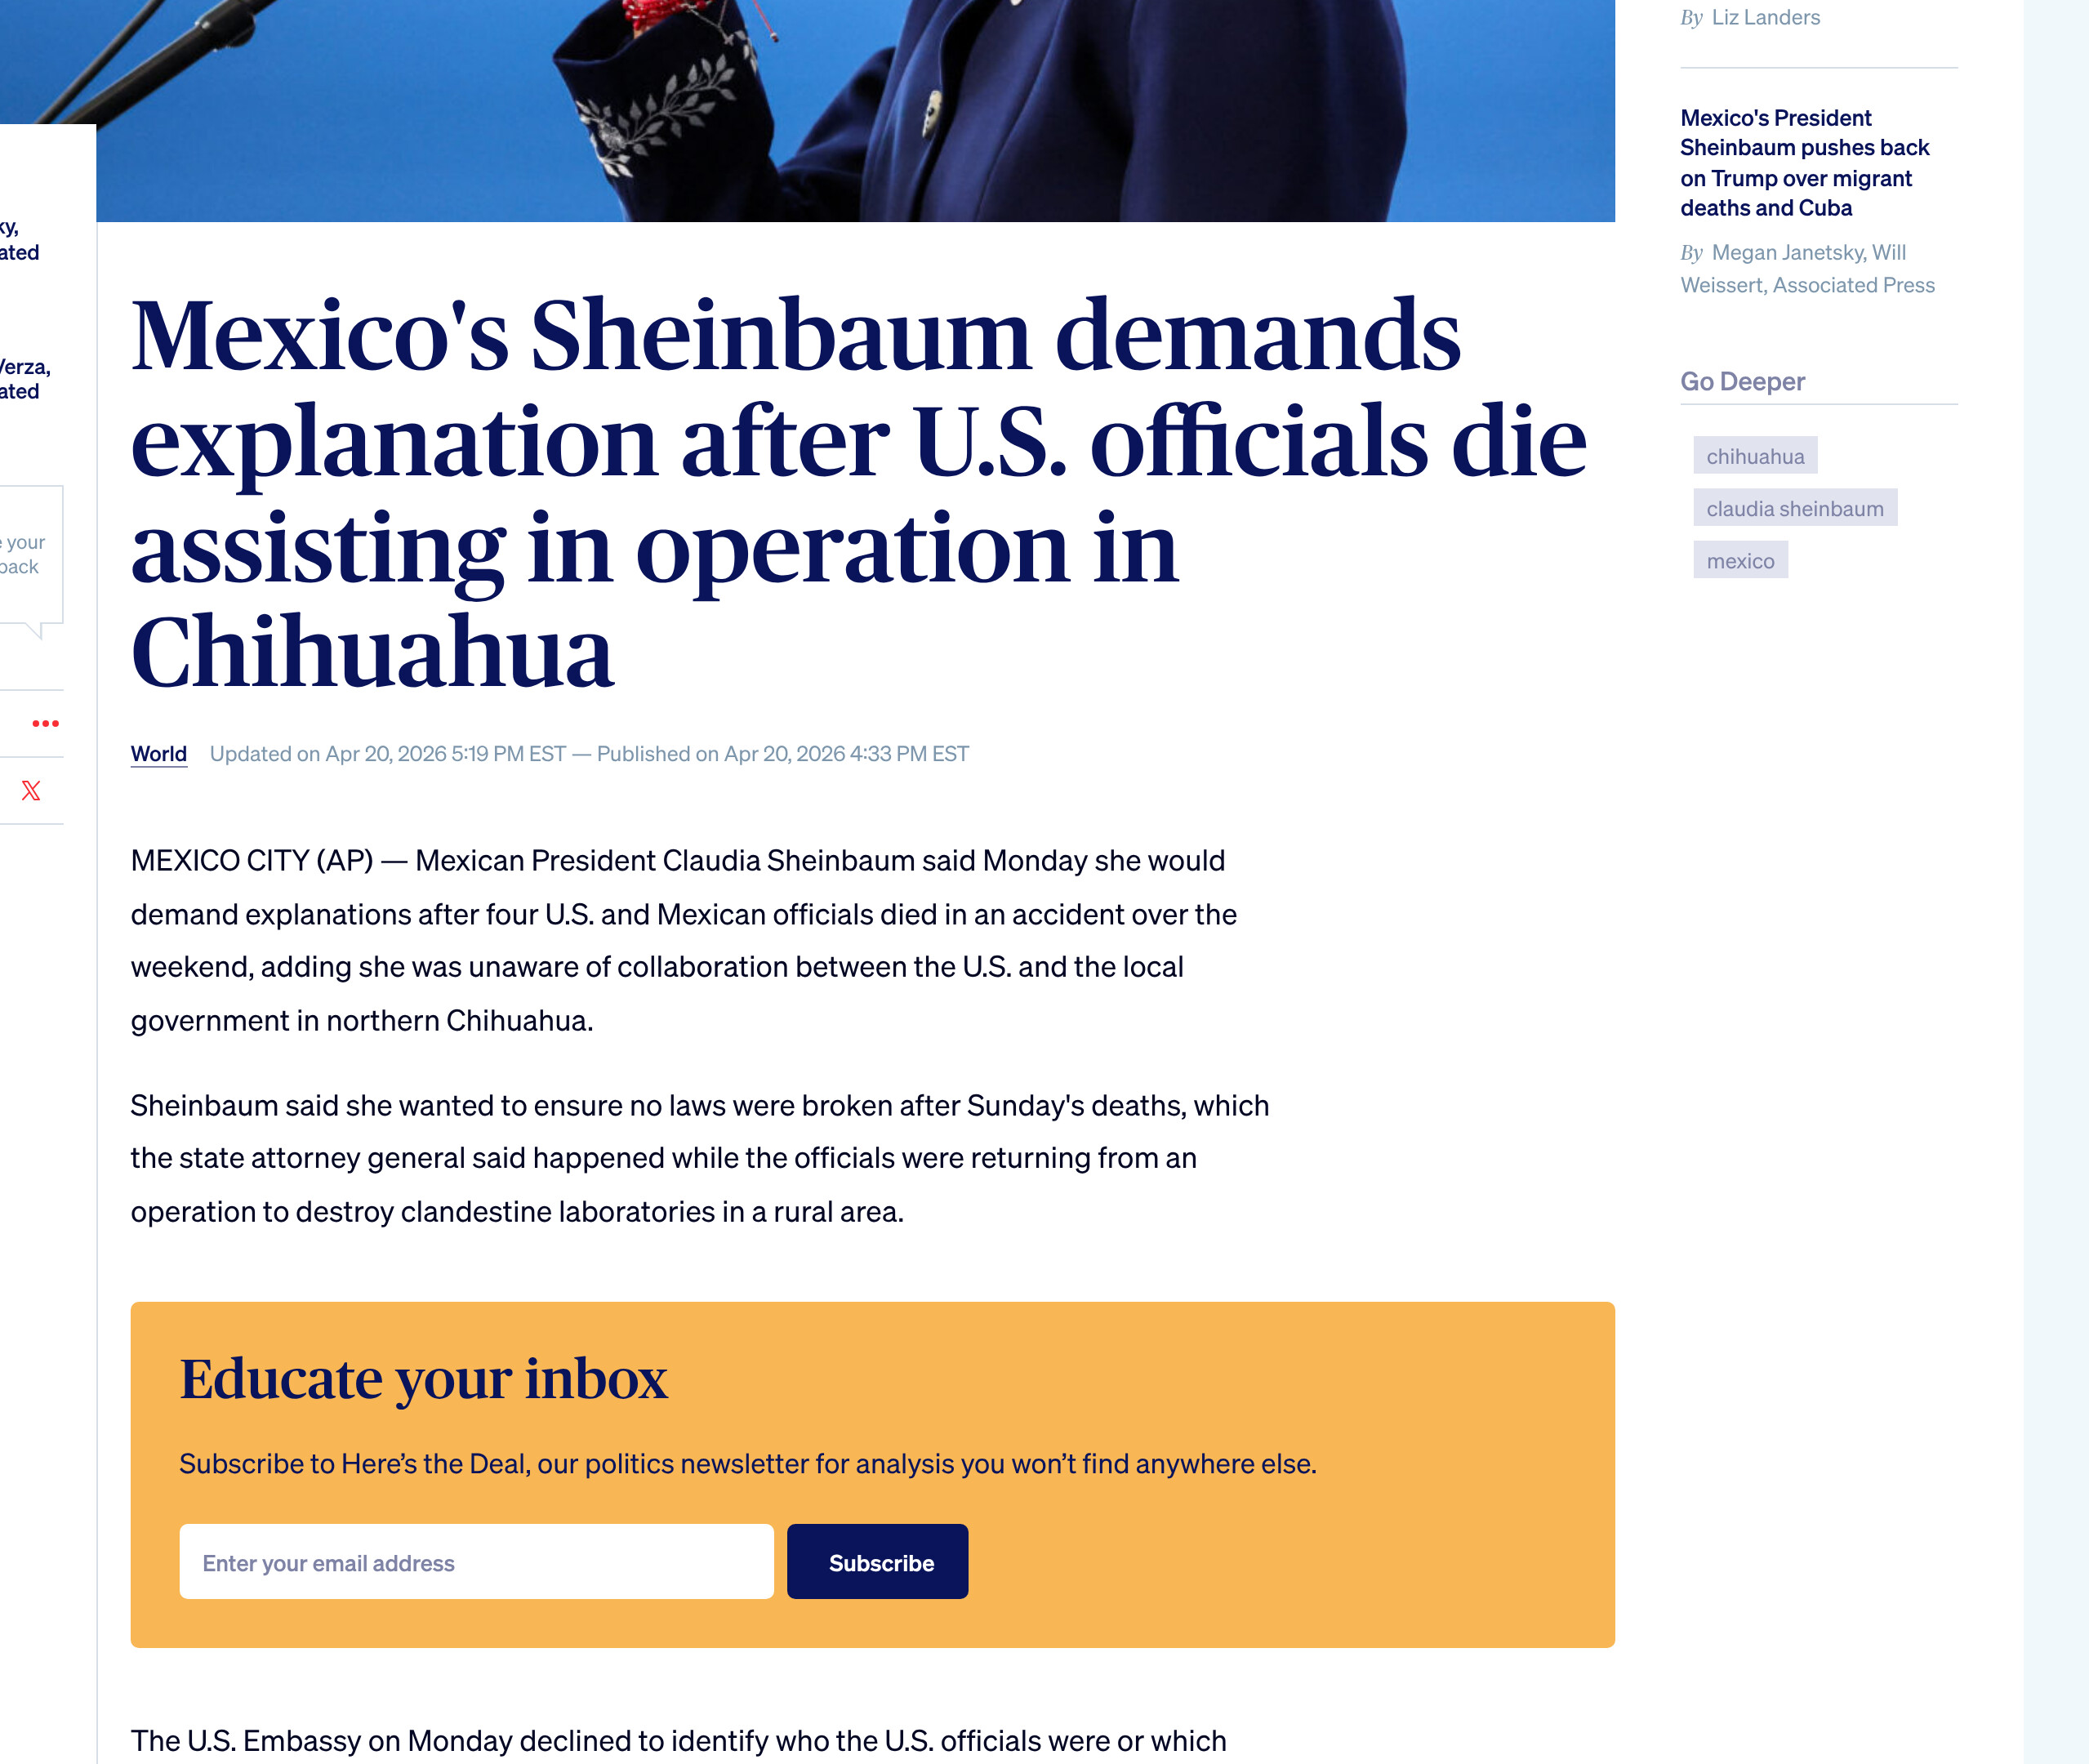 By Liz Landers
Mexico's President
Sheinbaum pushes back
on Trump over migrant
deaths and Cuba
By Megan Janetsky, Will
Weissert, Associated Press
Go Deeper
chihuahua
claudia sheinbaum
mexico
ky,
ated
Verza,
ated
e your
back
Mexico's Sheinbaum demands
explanation after U.S. officials die
assisting in operation in
Chihuahua
World Updated on Apr 20, 2026 5:19 PM EST — Published on Apr 20, 2026 4:33 PM EST
MEXICO CITY (AP) — Mexican President Claudia Sheinbaum said Monday she would
demand explanations after four U.S. and Mexican officials died in an accident over the
weekend, adding she was unaware of collaboration between the U.S. and the local
government in northern Chihuahua.
Sheinbaum said she wanted to ensure no laws were broken after Sunday's deaths, which
the state attorney general said happened while the officials were returning from an
operation to destroy clandestine laboratories in a rural area.
Educate your inbox
Subscribe to Here’s the Deal, our politics newsletter for analysis you won’t find anywhere else.
Enter your email address
Subscribe
The U.S. Embassy on Monday declined to identify who the U.S. officials were or which